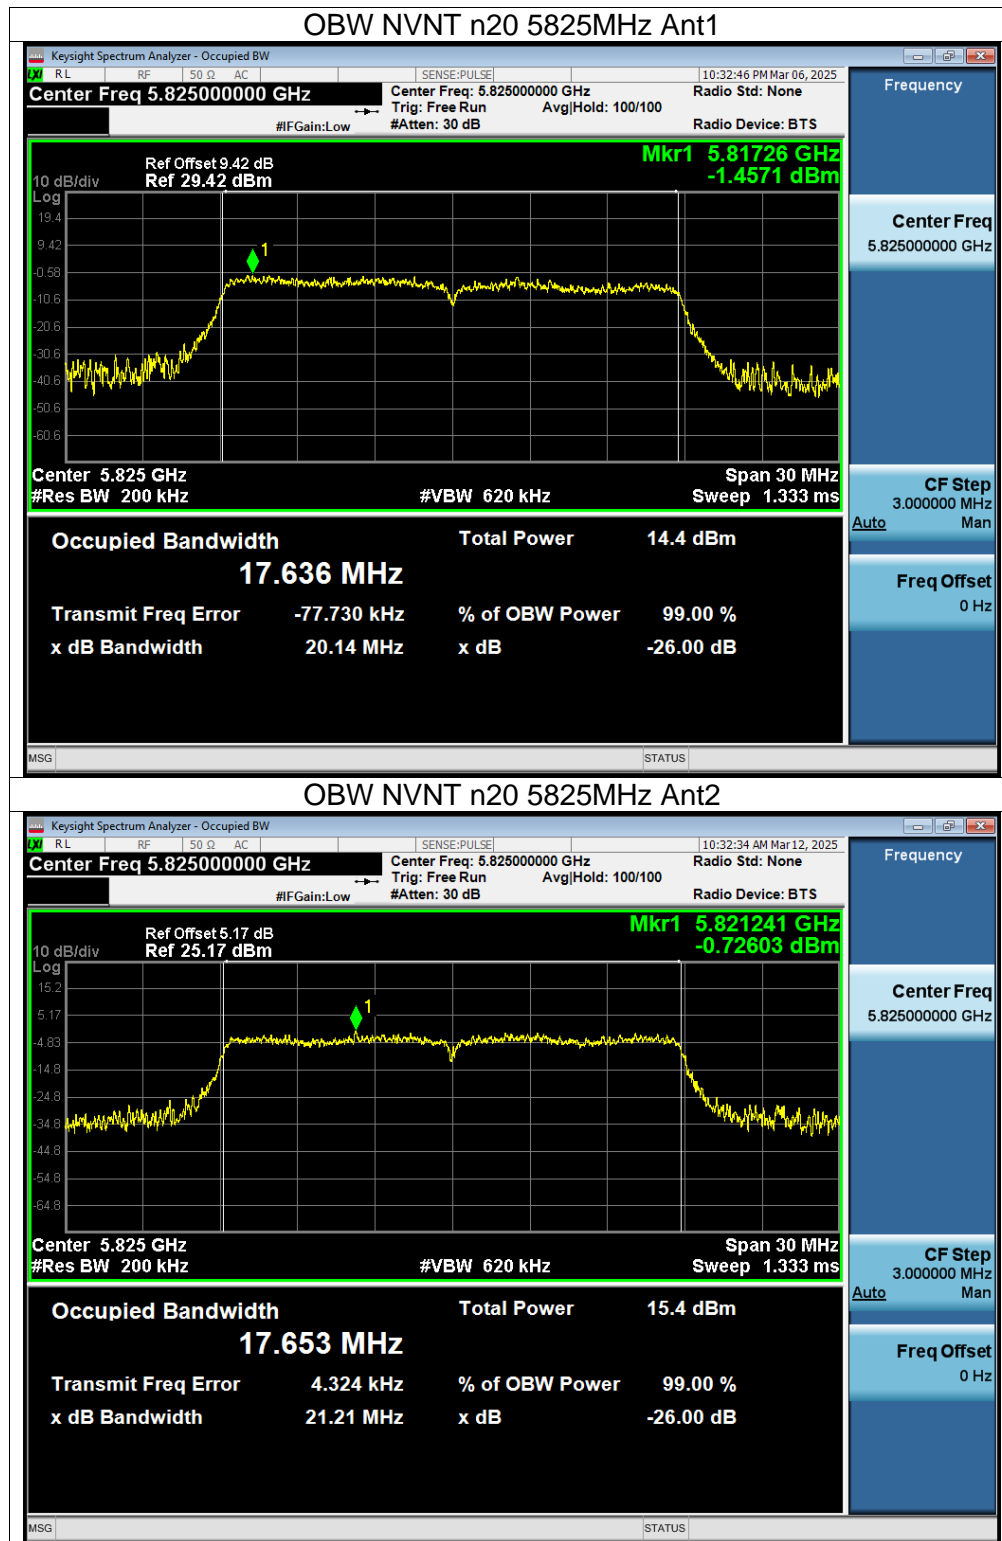 OBW NVNT n20 5825MHz Ant1
Keysight Spectrum Analyzer - Occupied BW
LXI RL RF 50 Ω AC SENSE:PULSE 10:32:46 PM Mar 06, 2025
Center Freq 5.825000000 GHz Center Freq: 5.825000000 GHz Radio Std: None
Trig: Free Run Avg|Hold: 100/100
#IFGain:Low #Atten: 30 dB Radio Device: BTS
Frequency
Mkr1 5.81726 GHz
-1.4571 dBm
Ref Offset 9.42 dB
10 dB/div Ref 29.42 dBm
Log
19.4
9.42
-0.58
-10.6
-20.6
-30.6
-40.6
-50.6
-60.6
1
Center 5.825 GHz Span 30 MHz
#Res BW 200 kHz #VBW 620 kHz Sweep 1.333 ms
Center Freq
5.825000000 GHz
CF Step
3.000000 MHz
Auto Man
Freq Offset
0 Hz
Occupied Bandwidth Total Power 14.4 dBm
17.636 MHz
Transmit Freq Error -77.730 kHz % of OBW Power 99.00 %
x dB Bandwidth 20.14 MHz x dB -26.00 dB
MSG STATUS
OBW NVNT n20 5825MHz Ant2
Keysight Spectrum Analyzer - Occupied BW
LXI RL RF 50 Ω AC SENSE:PULSE 10:32:34 AM Mar 12, 2025
Center Freq 5.825000000 GHz Center Freq: 5.825000000 GHz Radio Std: None
Trig: Free Run Avg|Hold: 100/100
#IFGain:Low #Atten: 30 dB Radio Device: BTS
Frequency
Mkr1 5.821241 GHz
-0.72603 dBm
Ref Offset 5.17 dB
10 dB/div Ref 25.17 dBm
Log
15.2
5.17
-4.83
-14.8
-24.8
-34.8
-44.8
-54.8
-64.8
1
Center 5.825 GHz Span 30 MHz
#Res BW 200 kHz #VBW 620 kHz Sweep 1.333 ms
Center Freq
5.825000000 GHz
CF Step
3.000000 MHz
Auto Man
Freq Offset
0 Hz
Occupied Bandwidth Total Power 15.4 dBm
17.653 MHz
Transmit Freq Error 4.324 kHz % of OBW Power 99.00 %
x dB Bandwidth 21.21 MHz x dB -26.00 dB
MSG STATUS